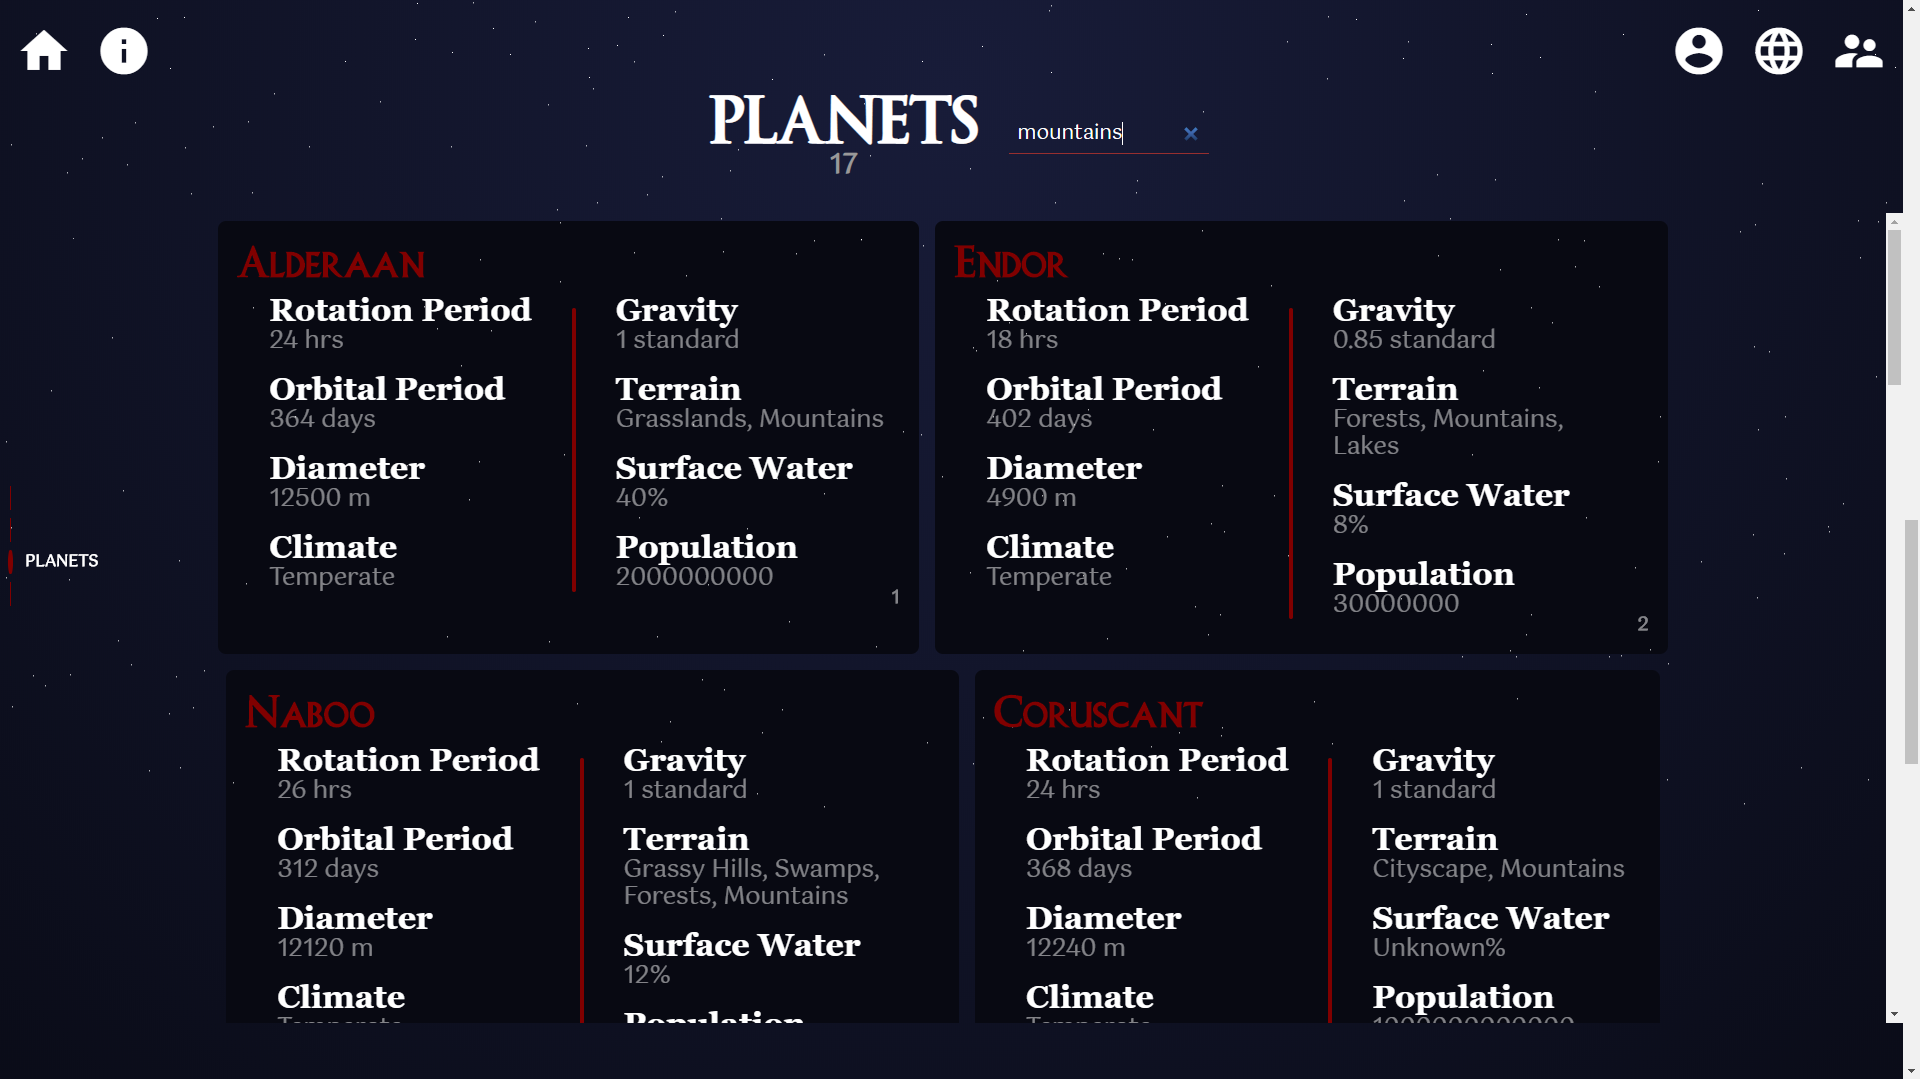 PLANETS
mountains
17
ALDERAAN
Rotation Period
24 hrs
Orbital Period
364 days
Diameter
12500 m
Climate
Temperate
Gravity
1 standard
Terrain
Grasslands, Mountains
Surface Water
40%
Population
2000000000
1
ENDOR
Rotation Period
18 hrs
Orbital Period
402 days
Diameter
4900 m
Climate
Temperate
Gravity
0.85 standard
Terrain
Forests, Mountains,
Lakes
Surface Water
8%
Population
30000000
2
PLANETS
NABOO
Rotation Period
26 hrs
Orbital Period
312 days
Diameter
12120 m
Climate
Temperate
Gravity
1 standard
Terrain
Grassy Hills, Swamps,
Forests, Mountains
Surface Water
12%
Population
CORUSCANT
Rotation Period
24 hrs
Orbital Period
368 days
Diameter
12240 m
Climate
Temperate
Gravity
1 standard
Terrain
Cityscape, Mountains
Surface Water
Unknown%
Population